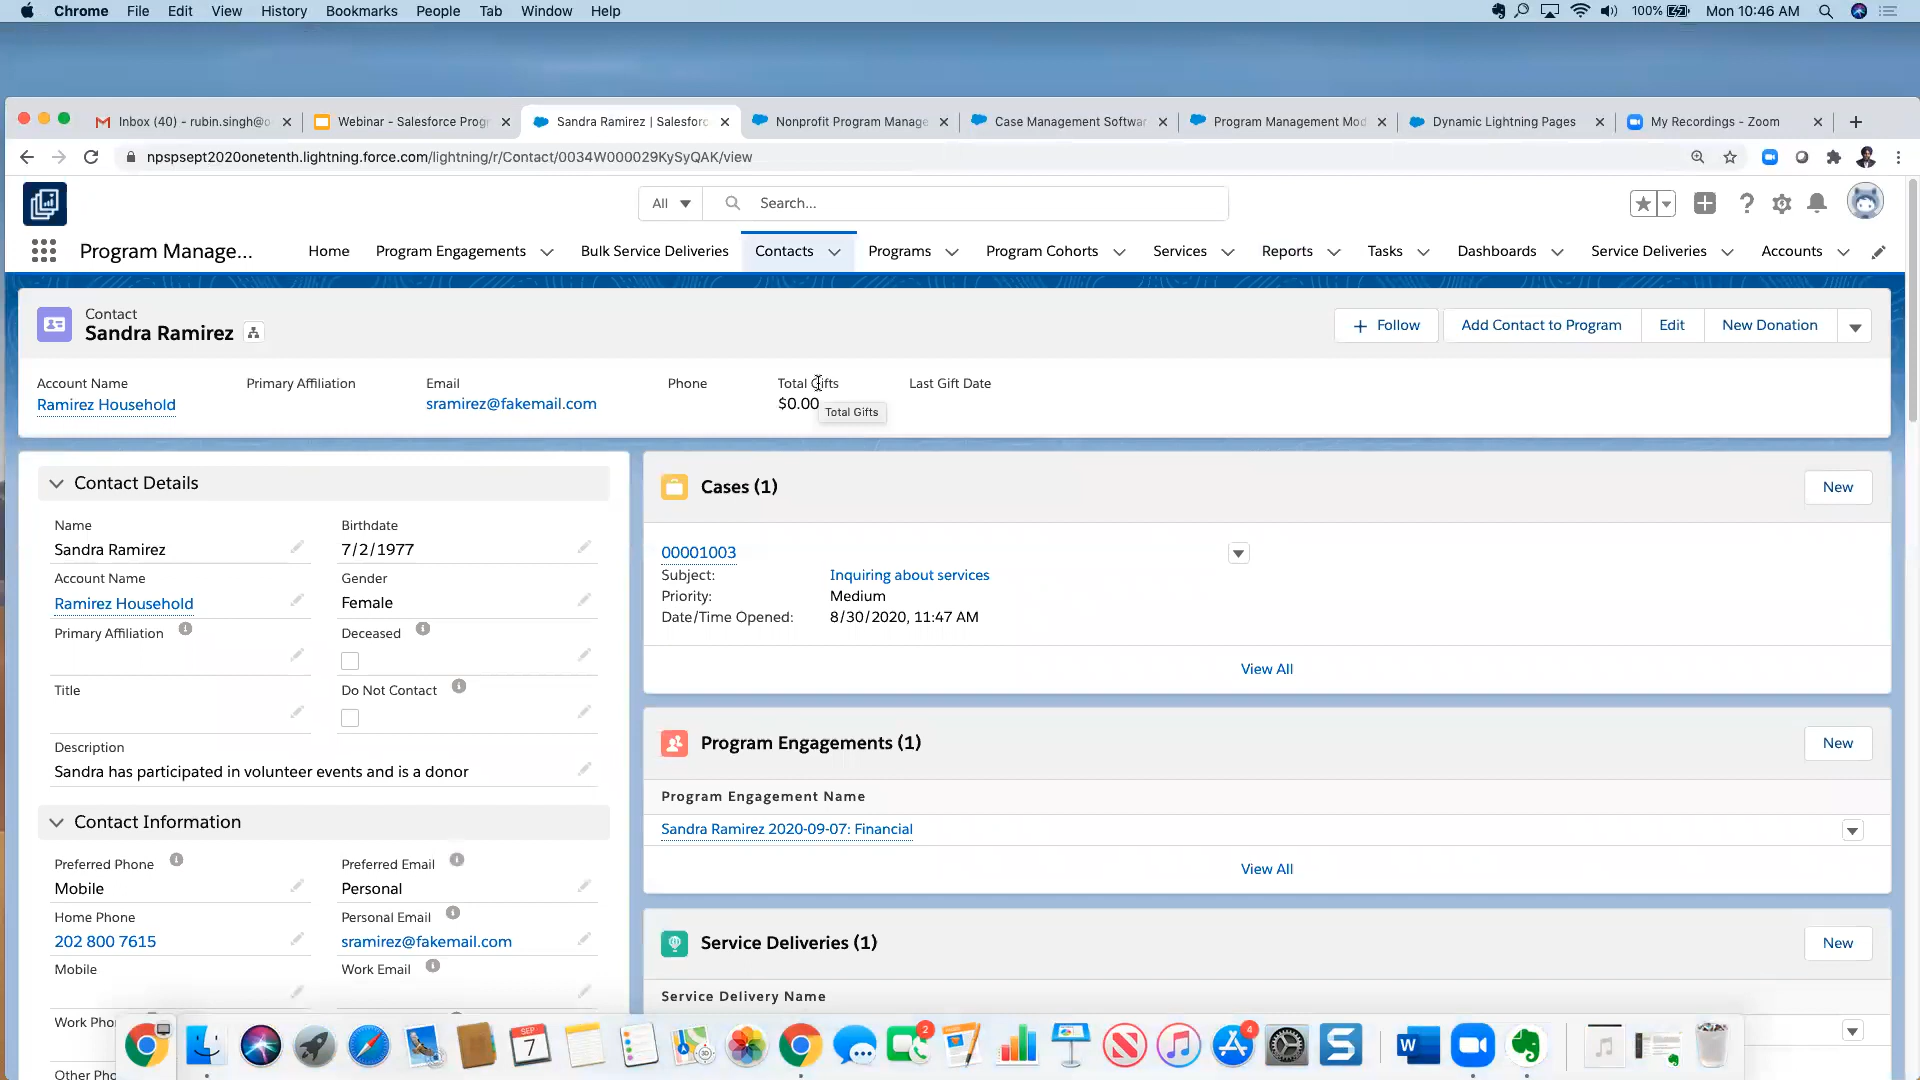 Chrome File Edit View History Bookmarks People Tab Window Help 100% Mon 10:46 AM
Inbox (40) - rubin.singh@o
Webinar - Salesforce Prog
Sandra Ramirez | Salesforc
Nonprofit Program Manage
Case Management Softwar
Program Management Mod
Dynamic Lightning Pages
My Recordings - Zoom
npspsept2020onetenth.lightning.force.com/lightning/r/Contact/0034W000029KySyQAK/view
All Search...
Program Manage... Home Program Engagements Bulk Service Deliveries Contacts Programs Program Cohorts Services Reports Tasks Dashboards Service Deliveries Accounts
Contact
Sandra Ramirez
Follow Add Contact to Program Edit New Donation
Account Name Primary Affiliation Email Phone Total Gifts Last Gift Date
Ramirez Household sramirez@fakemail.com $0.00
Total Gifts
Contact Details
Name Birthdate
Sandra Ramirez 7/2/1977
Account Name Gender
Ramirez Household Female
Primary Affiliation Deceased
Title Do Not Contact
Description
Sandra has participated in volunteer events and is a donor
Contact Information
Preferred Phone Preferred Email
Mobile Personal
Home Phone Personal Email
202 800 7615 sramirez@fakemail.com
Mobile Work Email
Work Pho
Other Pho
Cases (1) New
00001003
Subject: Inquiring about services
Priority: Medium
Date/Time Opened: 8/30/2020, 11:47 AM
View All
Program Engagements (1) New
Program Engagement Name
Sandra Ramirez 2020-09-07: Financial
View All
Service Deliveries (1) New
Service Delivery Name
SEP
7
2
4